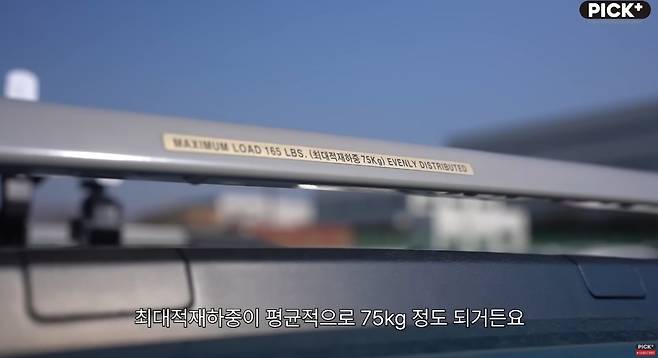 PICK+
MAXIMUM LOAD 165 LBS. (최대적재하중 75Kg) EVENLY DISTRIBUTED
최대적재하중이 평균적으로 75kg 정도 되거든요
PICK+